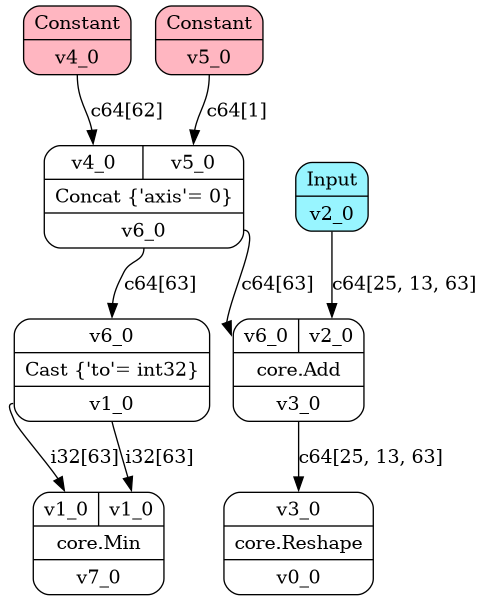 Constant
v4_0
Constant
v5_0
c64[62]
c64[1]
v4_0
v5_0
Concat {'axis'= 0}
v6_0
Input
v2_0
c64[63]
c64[63]
c64[25, 13, 63]
v6_0
Cast {'to'= int32}
v1_0
v6_0
v2_0
core.Add
v3_0
i32[63]
i32[63]
c64[25, 13, 63]
v1_0
v1_0
core.Min
v7_0
v3_0
core.Reshape
v0_0